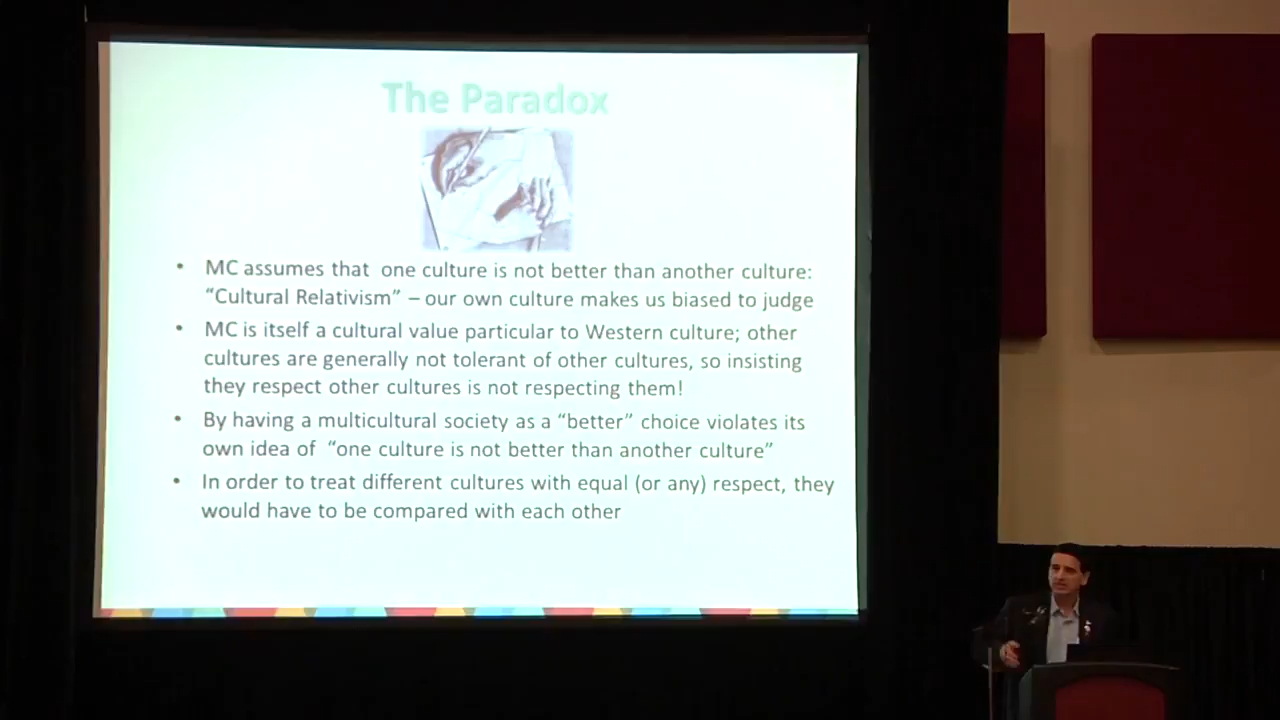 The Paradox
• MC assumes that one culture is not better than another culture:
“Cultural Relativism” – our own culture makes us biased to judge
• MC is itself a cultural value particular to Western culture; other
cultures are generally not tolerant of other cultures, so insisting
they respect other cultures is not respecting them!
• By having a multicultural society as a “better” choice violates its
own idea of “one culture is not better than another culture”
• In order to treat different cultures with equal (or any) respect, they
would have to be compared with each other